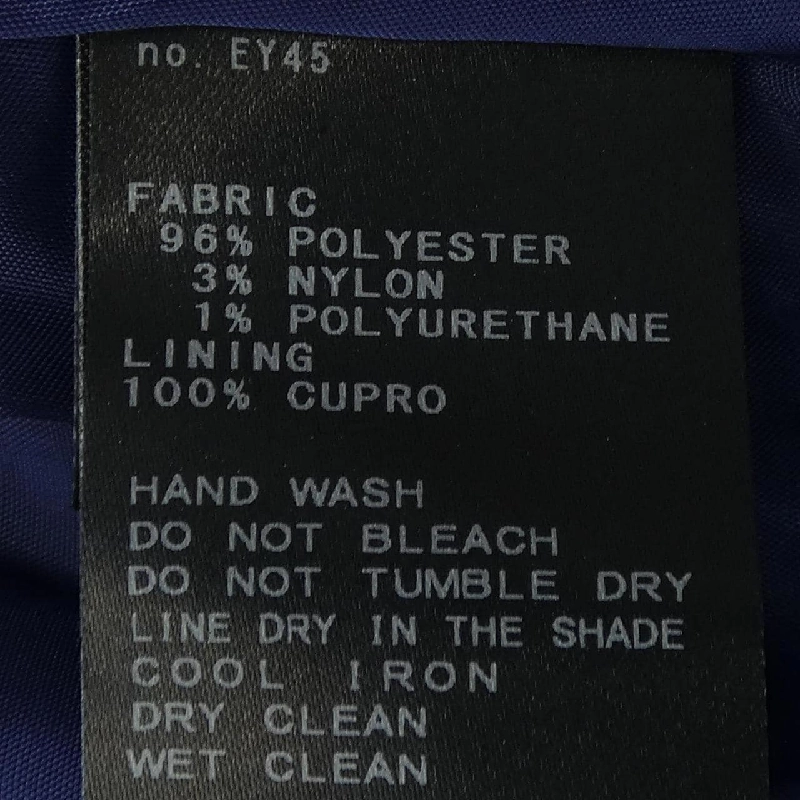 no. EY45
FABRIC
96% POLYESTER
3% NYLON
1% POLYURETHANE
LINING
100% CUPRO
HAND WASH
DO NOT BLEACH
DO NOT TUMBLE DRY
LINE DRY IN THE SHADE
COOL IRON
DRY CLEAN
WET CLEAN